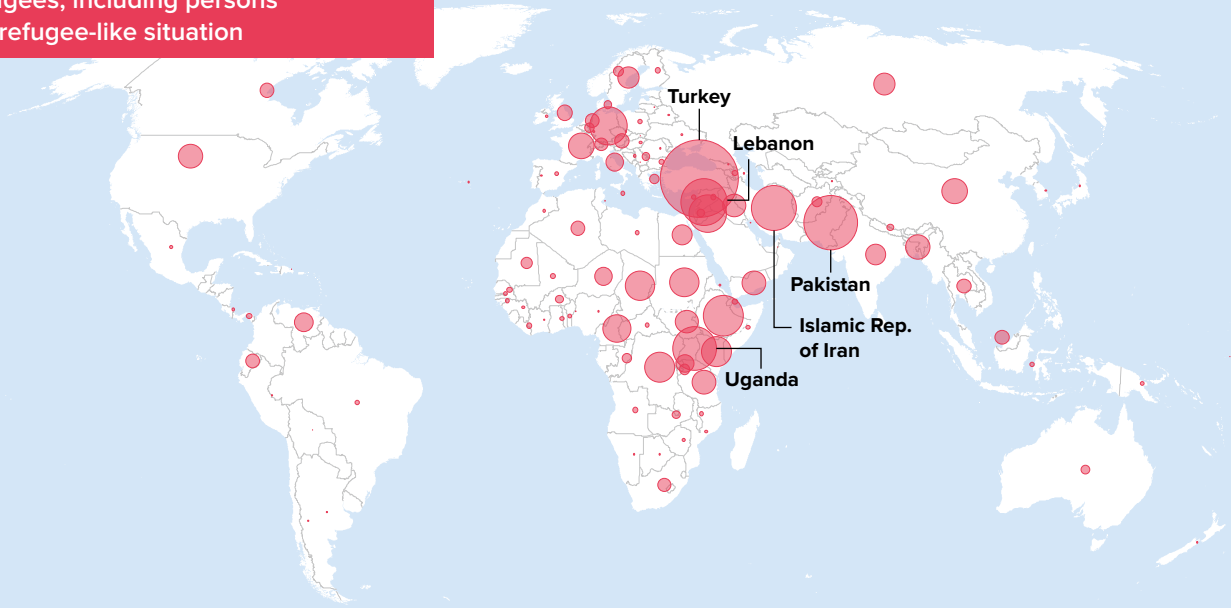 refugee-like situation
Turkey
Lebanon
Pakistan
Islamic Rep.
of Iran
Uganda